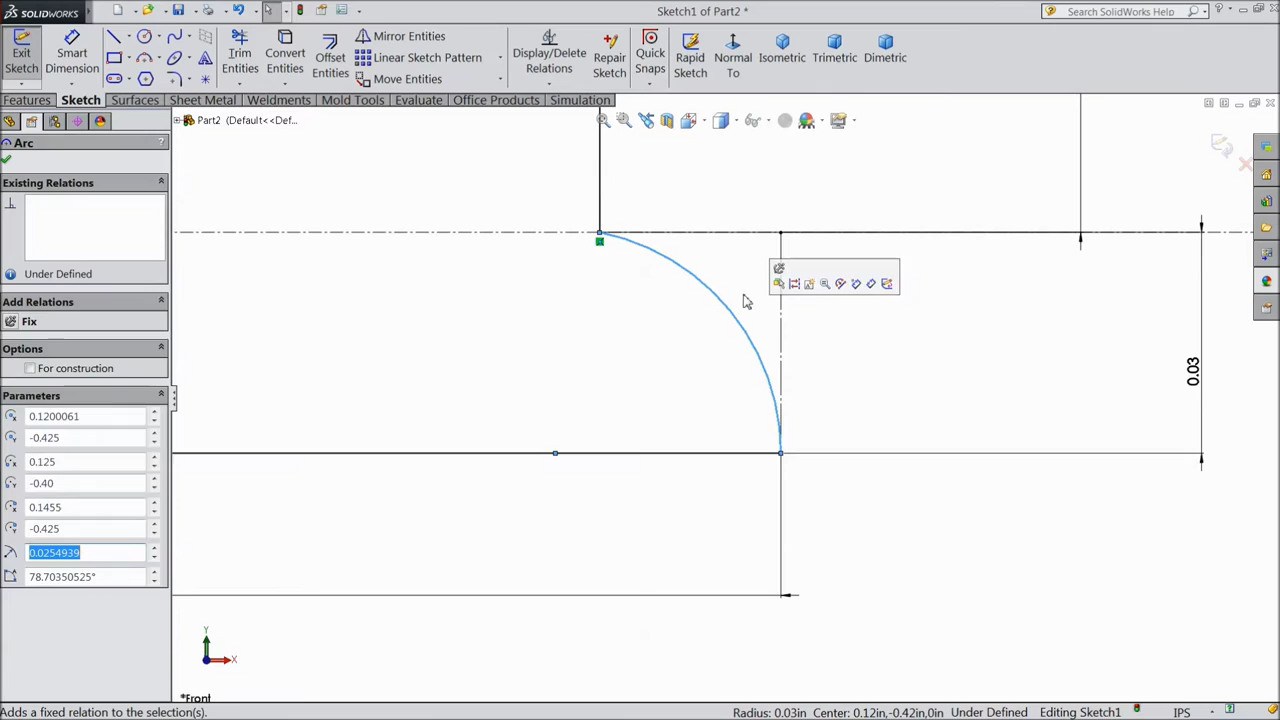 SOLIDWORKS
Sketch1 of Part2 *
Search SolidWorks Help
Exit Sketch
Smart Dimension
Trim Entities
Convert Entities
Offset Entities
Mirror Entities
Linear Sketch Pattern
Move Entities
Display/Delete Relations
Repair Sketch
Quick Snaps
Rapid Sketch
Normal To
Isometric
Trimetric
Dimetric
Features
Sketch
Surfaces
Sheet Metal
Weldments
Mold Tools
Evaluate
Office Products
Simulation
Part2 (Default<<Def...
Arc
?
Existing Relations
Under Defined
Add Relations
Fix
Options
For construction
Parameters
0.1200061
-0.425
0.125
-0.40
0.1455
-0.425
0.0254939
78.70350525°
0.03
Y
X
*Front
Adds a fixed relation to the selection(s).
Radius: 0.03in Center: 0.12in,-0.42in,0in
Under Defined
Editing Sketch1
IPS